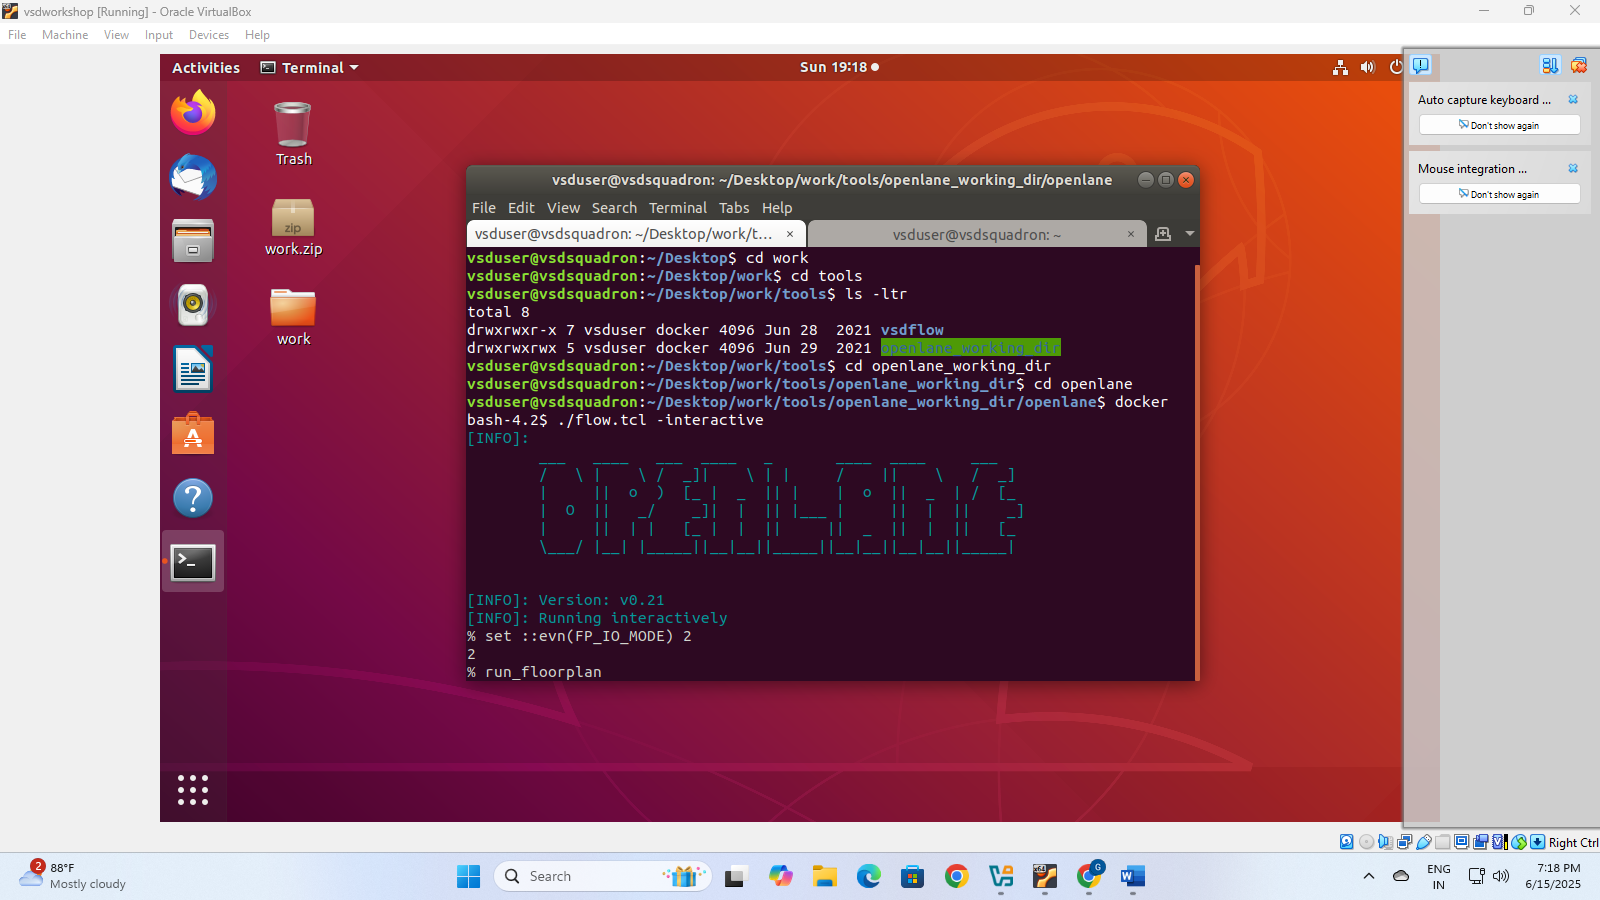 vsdworkshop [Running] - Oracle VirtualBox
File Machine View Input Devices Help
Activities Terminal Sun 19:18
Auto capture keyboard ...
Don't show again
Mouse integration ...
Don't show again
Trash
zip
work.zip
work
vsduser@vsdsquadron: ~/Desktop/work/tools/openlane_working_dir/openlane
File Edit View Search Terminal Tabs Help
vsduser@vsdsquadron: ~/Desktop/work/t... × vsduser@vsdsquadron: ~ ×
vsduser@vsdsquadron:~/Desktop$ cd work
vsduser@vsdsquadron:~/Desktop/work$ cd tools
vsduser@vsdsquadron:~/Desktop/work/tools$ ls -ltr
total 8
drwxrwxr-x 7 vsduser docker 4096 Jun 28  2021 vsdflow
drwxrwxrwx 5 vsduser docker 4096 Jun 29  2021 openlane_working_dir
vsduser@vsdsquadron:~/Desktop/work/tools$ cd openlane_working_dir
vsduser@vsdsquadron:~/Desktop/work/tools/openlane_working_dir$ cd openlane
vsduser@vsdsquadron:~/Desktop/work/tools/openlane_working_dir/openlane$ docker
bash-4.2$ ./flow.tcl -interactive
[INFO]:
OPENLANE
[INFO]: Version: v0.21
[INFO]: Running interactively
% set ::evn(FP_IO_MODE) 2
2
% run_floorplan
Right Ctrl
2
88°F
Mostly cloudy
Search
G
ENG
IN
7:18 PM
6/15/2025